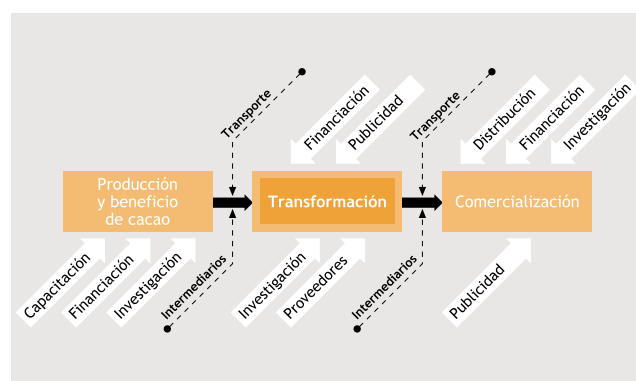 Transporte
Financiación
Publicidad
Transporte
Distribución
Financiación
Investigación
Producción
y beneficio
de cacao
Transformación
Comercialización
Capacitación
Financiación
Investigación
Intermediarios
Investigación
Proveedores
Intermediarios
Publicidad